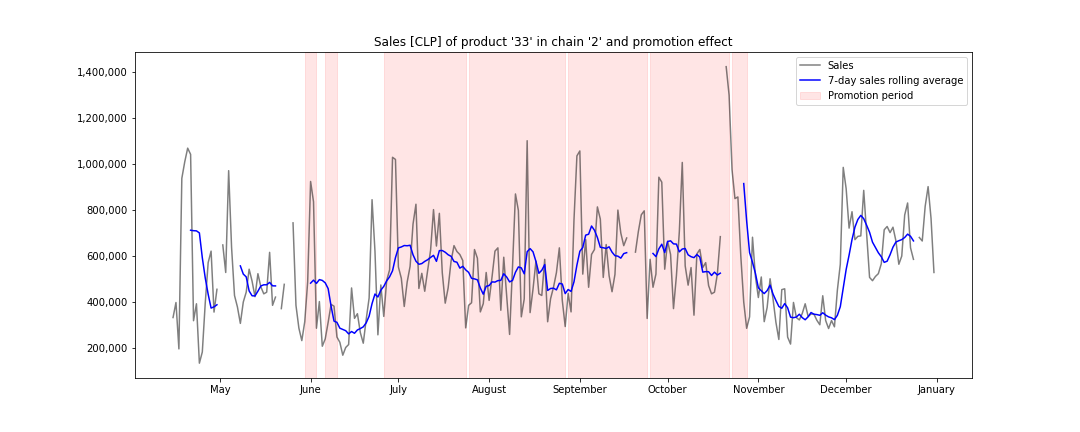 Sales [CLP] of product '33' in chain '2' and promotion effect
1,400,000
1,200,000
1,000,000
800,000
600,000
400,000
200,000
Sales
7-day sales rolling average
Promotion period
May
June
July
August
September
October
November
December
January